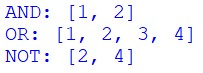 AND: [1, 2]
OR: [1, 2, 3, 4]
NOT: [2, 4]